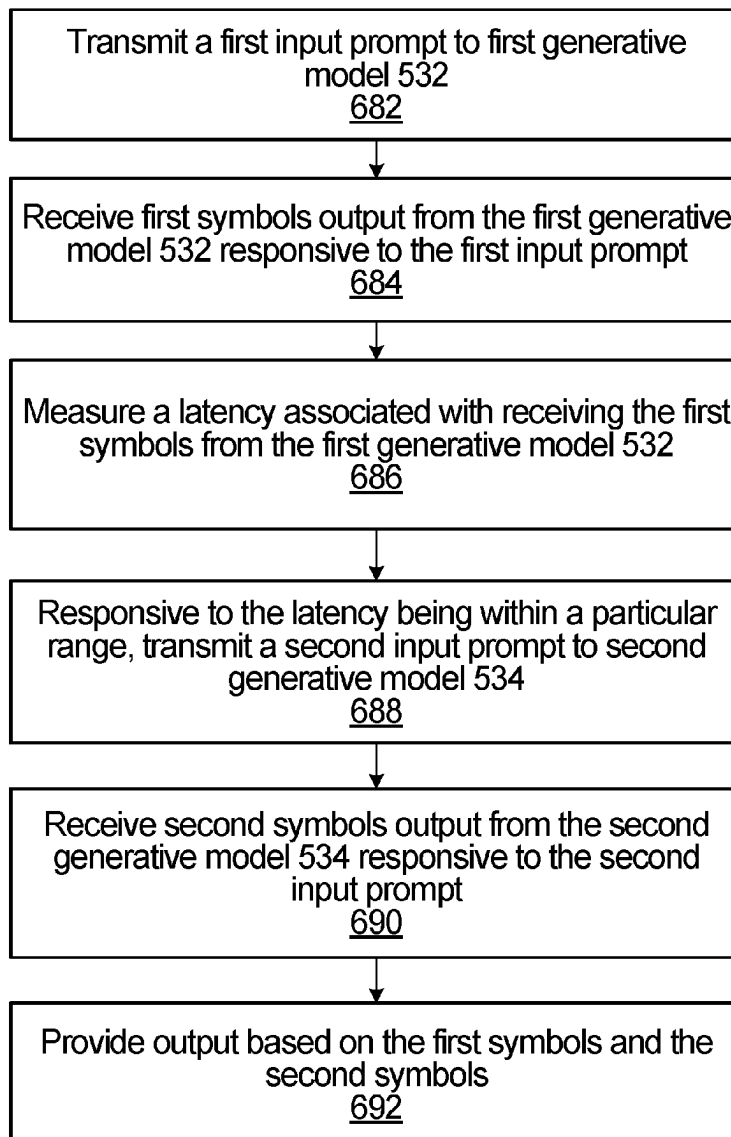 Transmit a first input prompt to first generative
model 532
682
Receive first symbols output from the first generative
model 532 responsive to the first input prompt
684
Measure a latency associated with receiving the first
symbols from the first generative model 532
686
Responsive to the latency being within a particular
range, transmit a second input prompt to second
generative model 534
688
Receive second symbols output from the second
generative model 534 responsive to the second
input prompt
690
Provide output based on the first symbols and the
second symbols
692